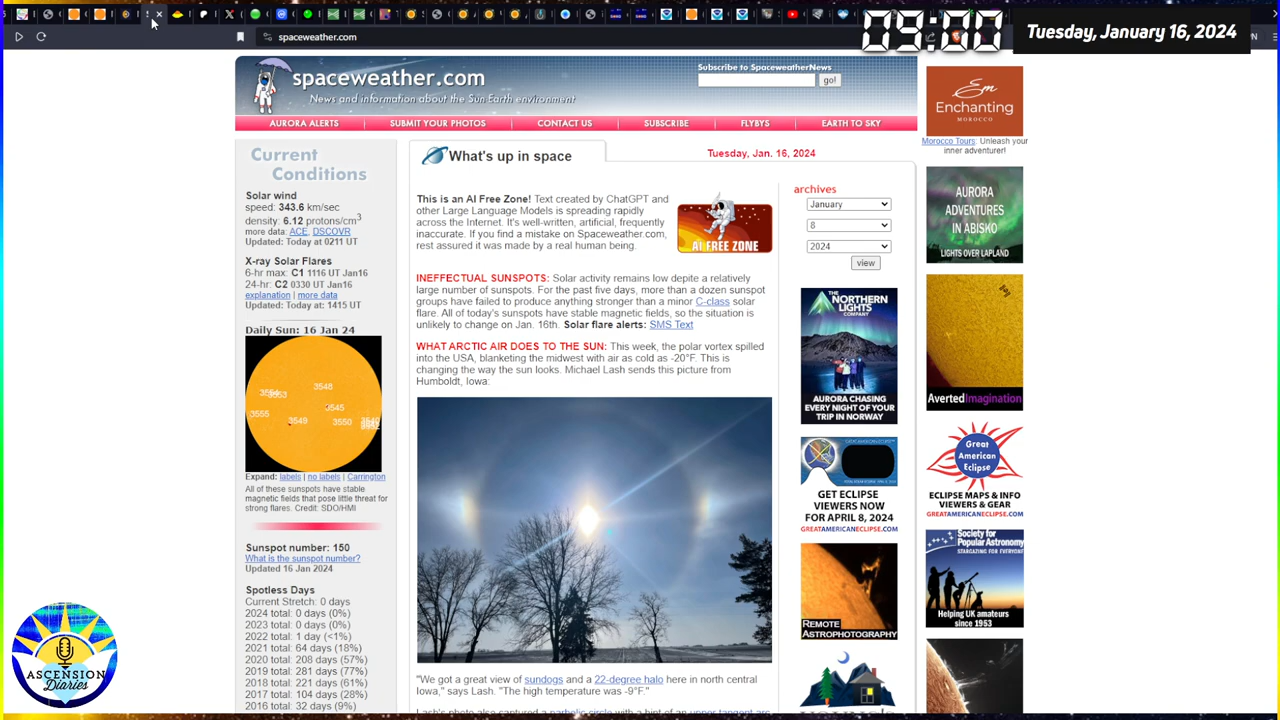 09:00
Tuesday, January 16, 2024
spaceweather.com
spaceweather.com
News and information about the Sun Earth environment
Subscribe to SpaceweatherNews
go!
AURORA ALERTS
SUBMIT YOUR PHOTOS
CONTACT US
SUBSCRIBE
FLYBYS
EARTH TO SKY
Current
Conditions
Solar wind
speed: 343.6 km/sec
density: 6.12 protons/cm3
more data: ACE, DSCOVR
Updated: Today at 0211 UT
X-ray Solar Flares
6-hr max: C1 1116 UT Jan16
24-hr: C2 0330 UT Jan16
explanation | more data
Updated: Today at: 1415 UT
Daily Sun: 16 Jan 24
3548
3545
3555
3549
3550
Expand: labels | no labels | Carrington
All of these sunspots have stable
magnetic fields that pose little threat for
strong flares. Credit: SDO/HMI
Sunspot number: 150
What is the sunspot number?
Updated 16 Jan 2024
Spotless Days
Current Stretch: 0 days
2024 total: 0 days (0%)
2023 total: 0 days (0%)
2022 total: 1 day (<1%)
2021 total: 64 days (18%)
2020 total: 208 days (57%)
2019 total: 281 days (77%)
2018 total: 221 days (61%)
2017 total: 104 days (28%)
2016 total: 32 days (9%)
What's up in space
Tuesday, Jan. 16, 2024
This is an AI Free Zone! Text created by ChatGPT and
other Large Language Models is spreading rapidly
across the Internet. It's well-written, artificial, frequently
inaccurate. If you find a mistake on Spaceweather.com,
rest assured it was made by a real human being.
AI FREE ZONE
INEFFECTUAL SUNSPOTS: Solar activity remains low depite a relatively
large number of sunspots. For the past five days, more than a dozen sunspot
groups have failed to produce anything stronger than a minor C-class solar
flare. All of today's sunspots have stable magnetic fields, so the situation is
unlikely to change on Jan. 16th. Solar flare alerts: SMS Text
WHAT ARCTIC AIR DOES TO THE SUN: This week, the polar vortex spilled
into the USA, blanketing the midwest with air as cold as -20°F. This is
changing the way the sun looks. Michael Lash sends this picture from
Humboldt, Iowa:
"We got a great view of sundogs and a 22-degree halo here in north central
Iowa," says Lash. "The high temperature was -9°F."
Lash's photo also captured a parhelic circle with a hint of an upper tangent arc
archives
January
8
2024
view
THE
NORTHERN
LIGHTS
COMPANY
AURORA CHASING
EVERY NIGHT OF YOUR
TRIP IN NORWAY
GET ECLIPSE
VIEWERS NOW
FOR APRIL 8, 2024
GREATAMERICANECLIPSE.COM
REMOTE
ASTROPHOTOGRAPHY
Em
Enchanting
MOROCCO
Morocco Tours: Unleash your
inner adventurer!
AURORA
ADVENTURES
IN ABISKO
LIGHTS OVER LAPLAND
AvertedImagination
Great
American
Eclipse
ECLIPSE MAPS & INFO
VIEWERS & GEAR
GREATAMERICANECLIPSE.COM
Society for
Popular Astronomy
STARGAZING FOR EVERYONE
Helping UK amateurs
since 1953
ASCENSION
Diaries